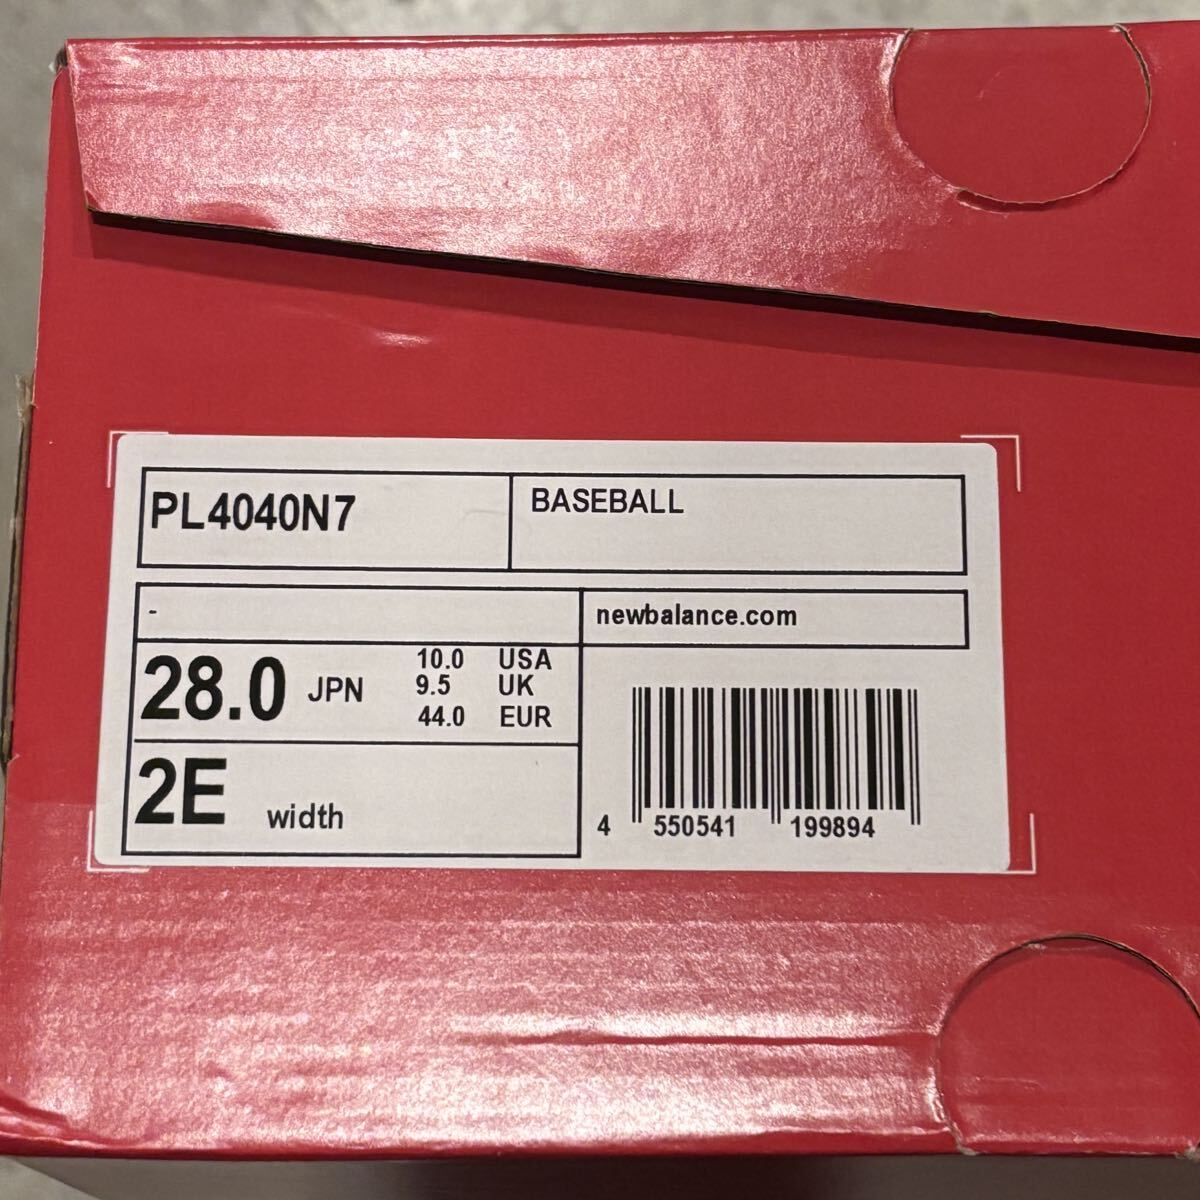 PL4040N7
BASEBALL
-
newbalance.com
28.0 JPN
10.0 USA
9.5 UK
44.0 EUR
2E width
4 550541 199894